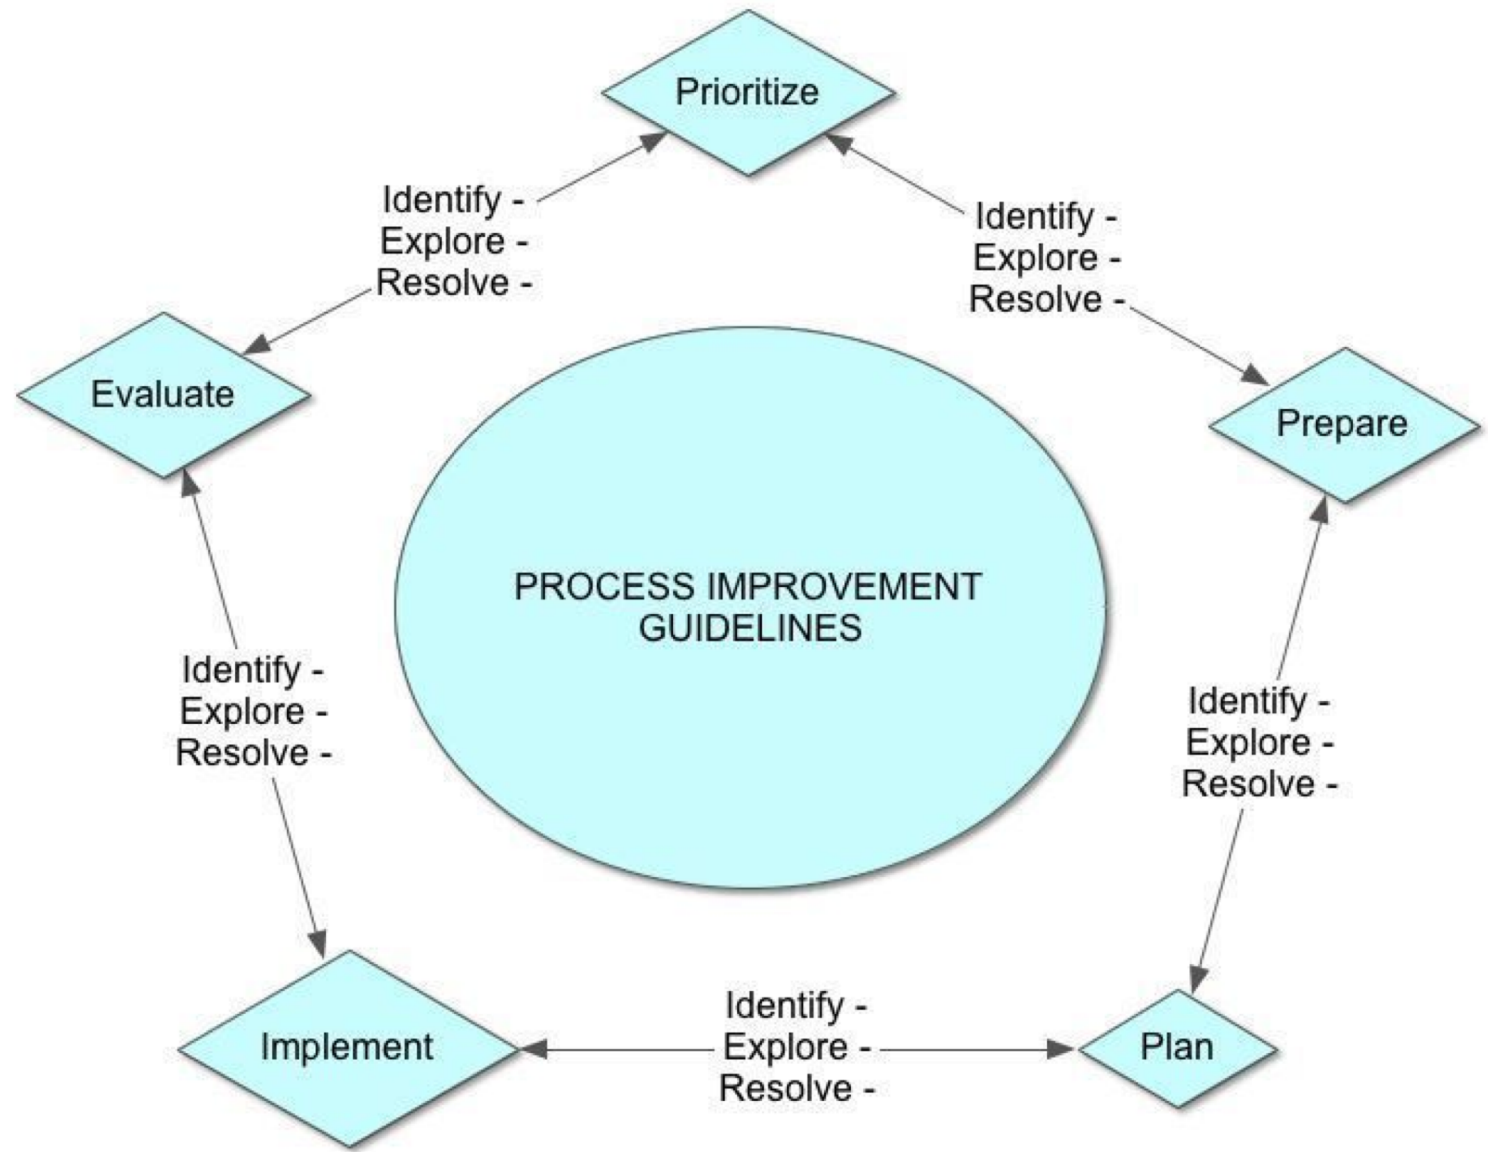 Prioritize
Identify -
Explore -
Resolve -
Identify -
Explore -
Resolve -
Evaluate
Prepare
PROCESS IMPROVEMENT
GUIDELINES
Identify -
Explore -
Resolve -
Identify -
Explore -
Resolve -
Implement
Identify -
Explore -
Resolve -
Plan